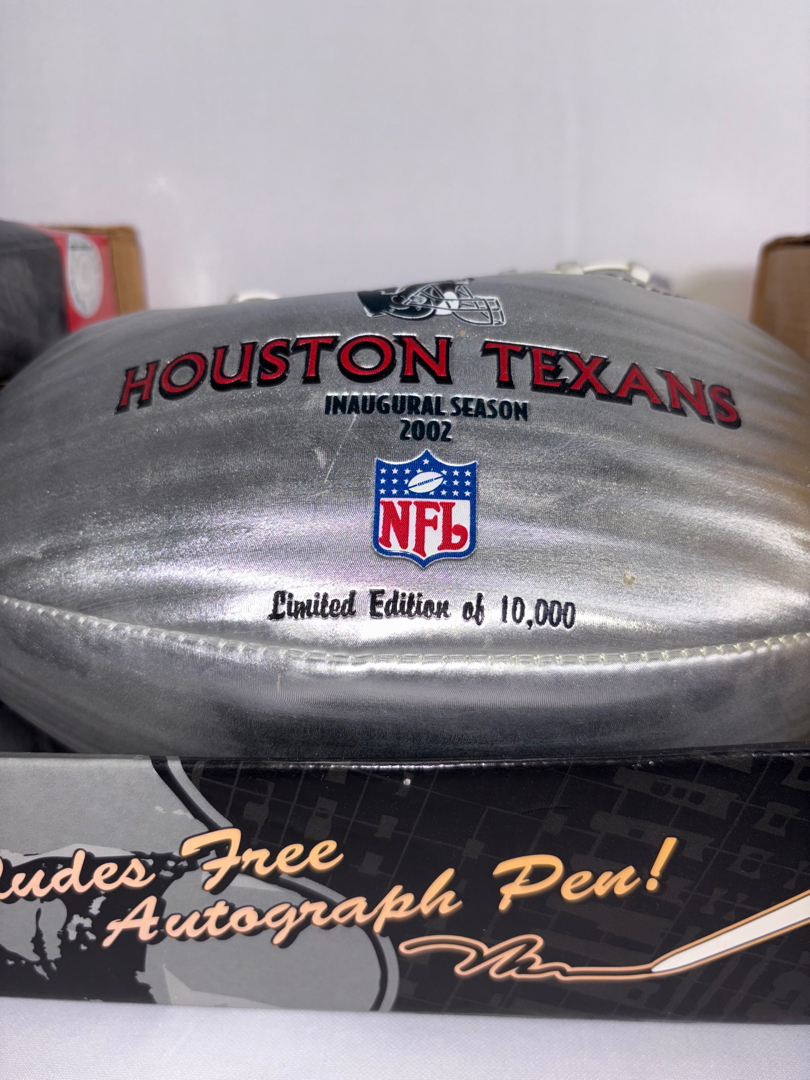 HOUSTON TEXANS
INAUGURAL SEASON
2002
NFL
Limited Edition of 10,000
Free
Autograph Pen!